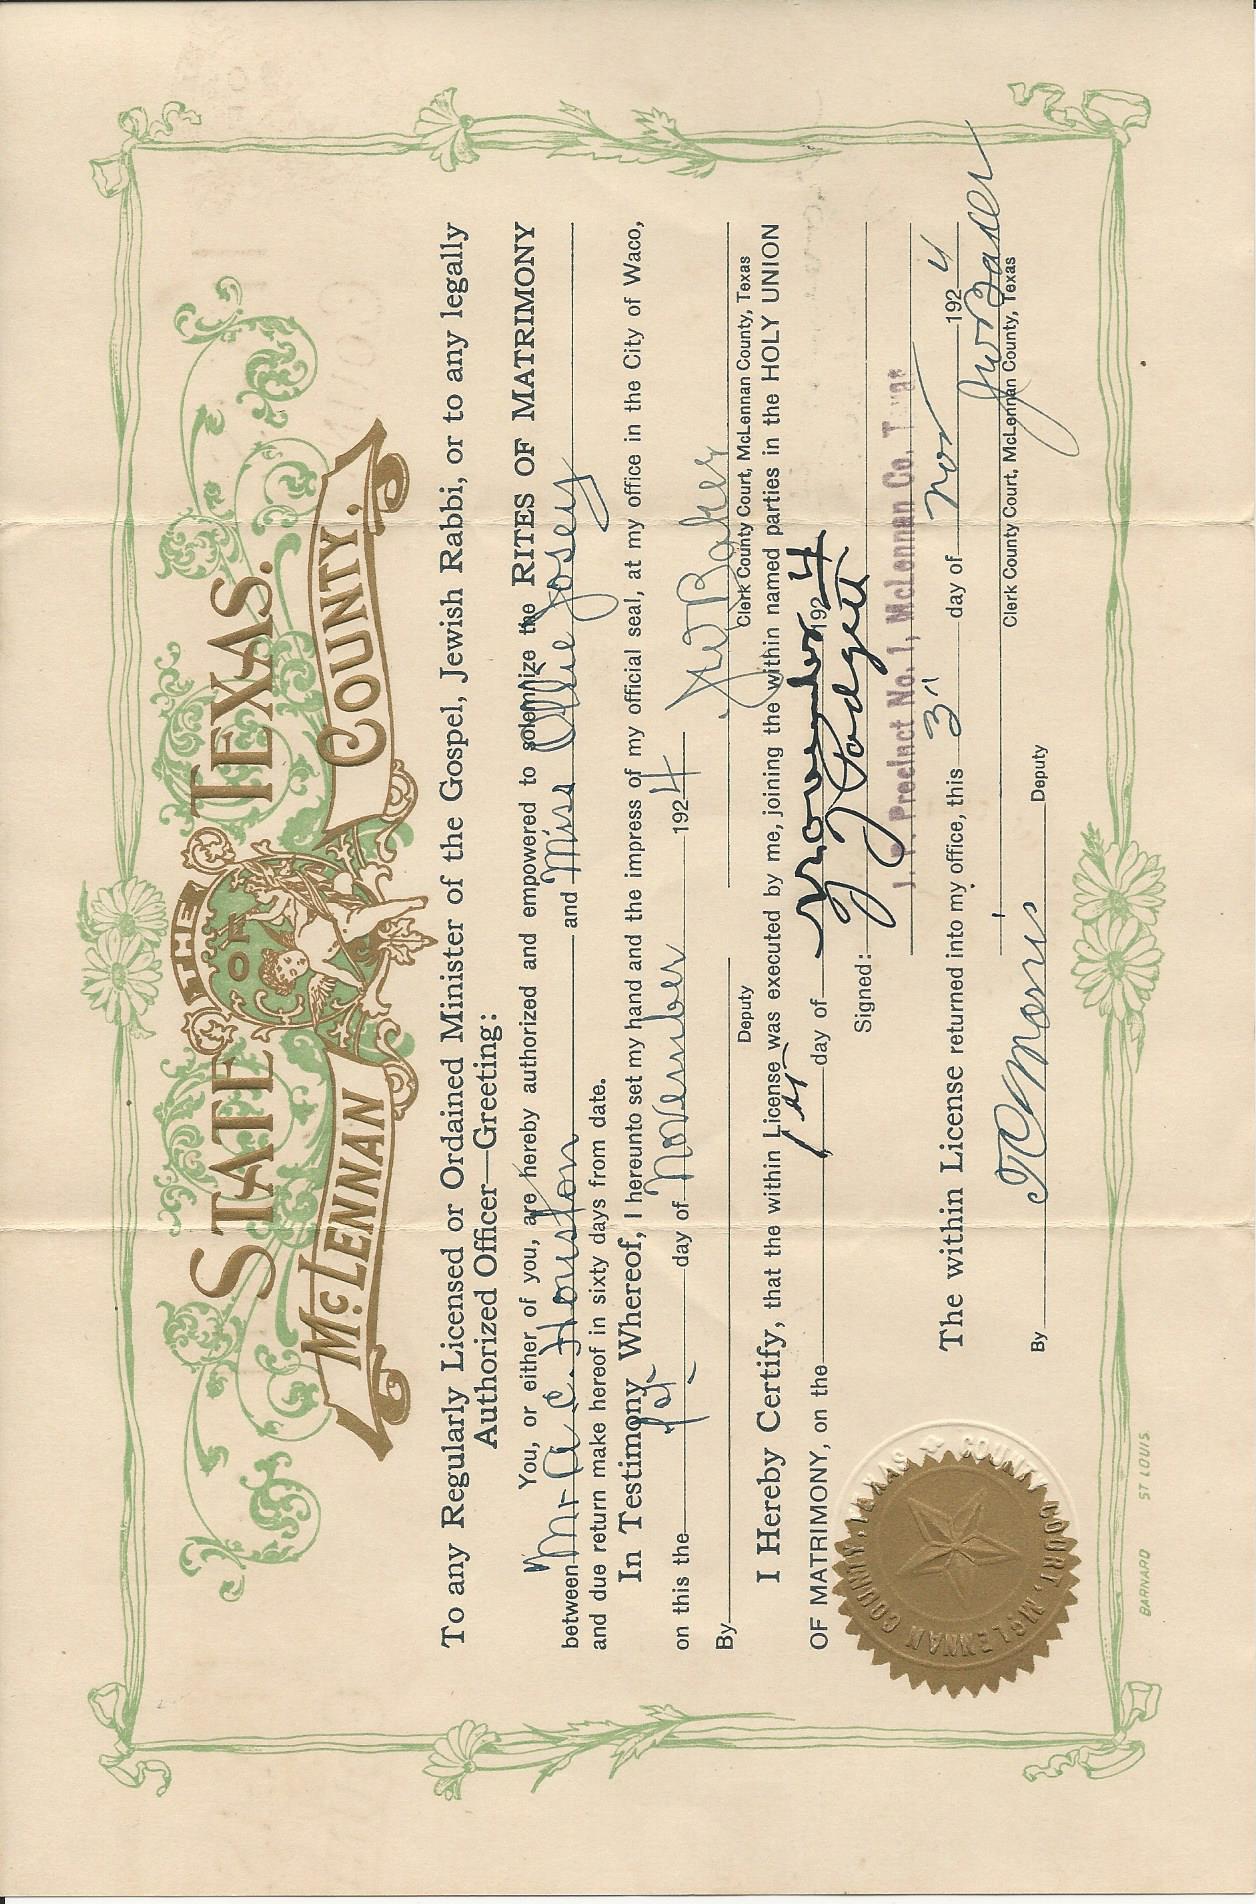 THE
STATE OF TEXAS.
McLENNAN COUNTY.
To any Regularly Licensed or Ordained Minister of the Gospel, Jewish Rabbi, or to any legally
Authorized Officer—Greeting:
You, or either of you, are hereby authorized and empowered to solemnize the RITES OF MATRIMONY
between Mr A. C. Houston and Miss Ollie Josey
and due return make hereof in sixty days from date.
In Testimony Whereof, I hereunto set my hand and the impress of my official seal, at my office in the City of Waco,
on this the 1st day of November 1924
By Deputy J W Baker
Clerk County Court, McLennan County, Texas
I Hereby Certify, that the within License was executed by me, joining the within named parties in the HOLY UNION
OF MATRIMONY, on the 1st day of November 1924
Signed:
J. P. Precinct No. 1, McLennan Co. Texas
The within License returned into my office, this 3" day of Nov 1924
J W Baker
Clerk County Court, McLennan County, Texas
By Morris Deputy
COUNTY COURT, McLENNAN COUNTY, TEXAS
BARNARD ST LOUIS